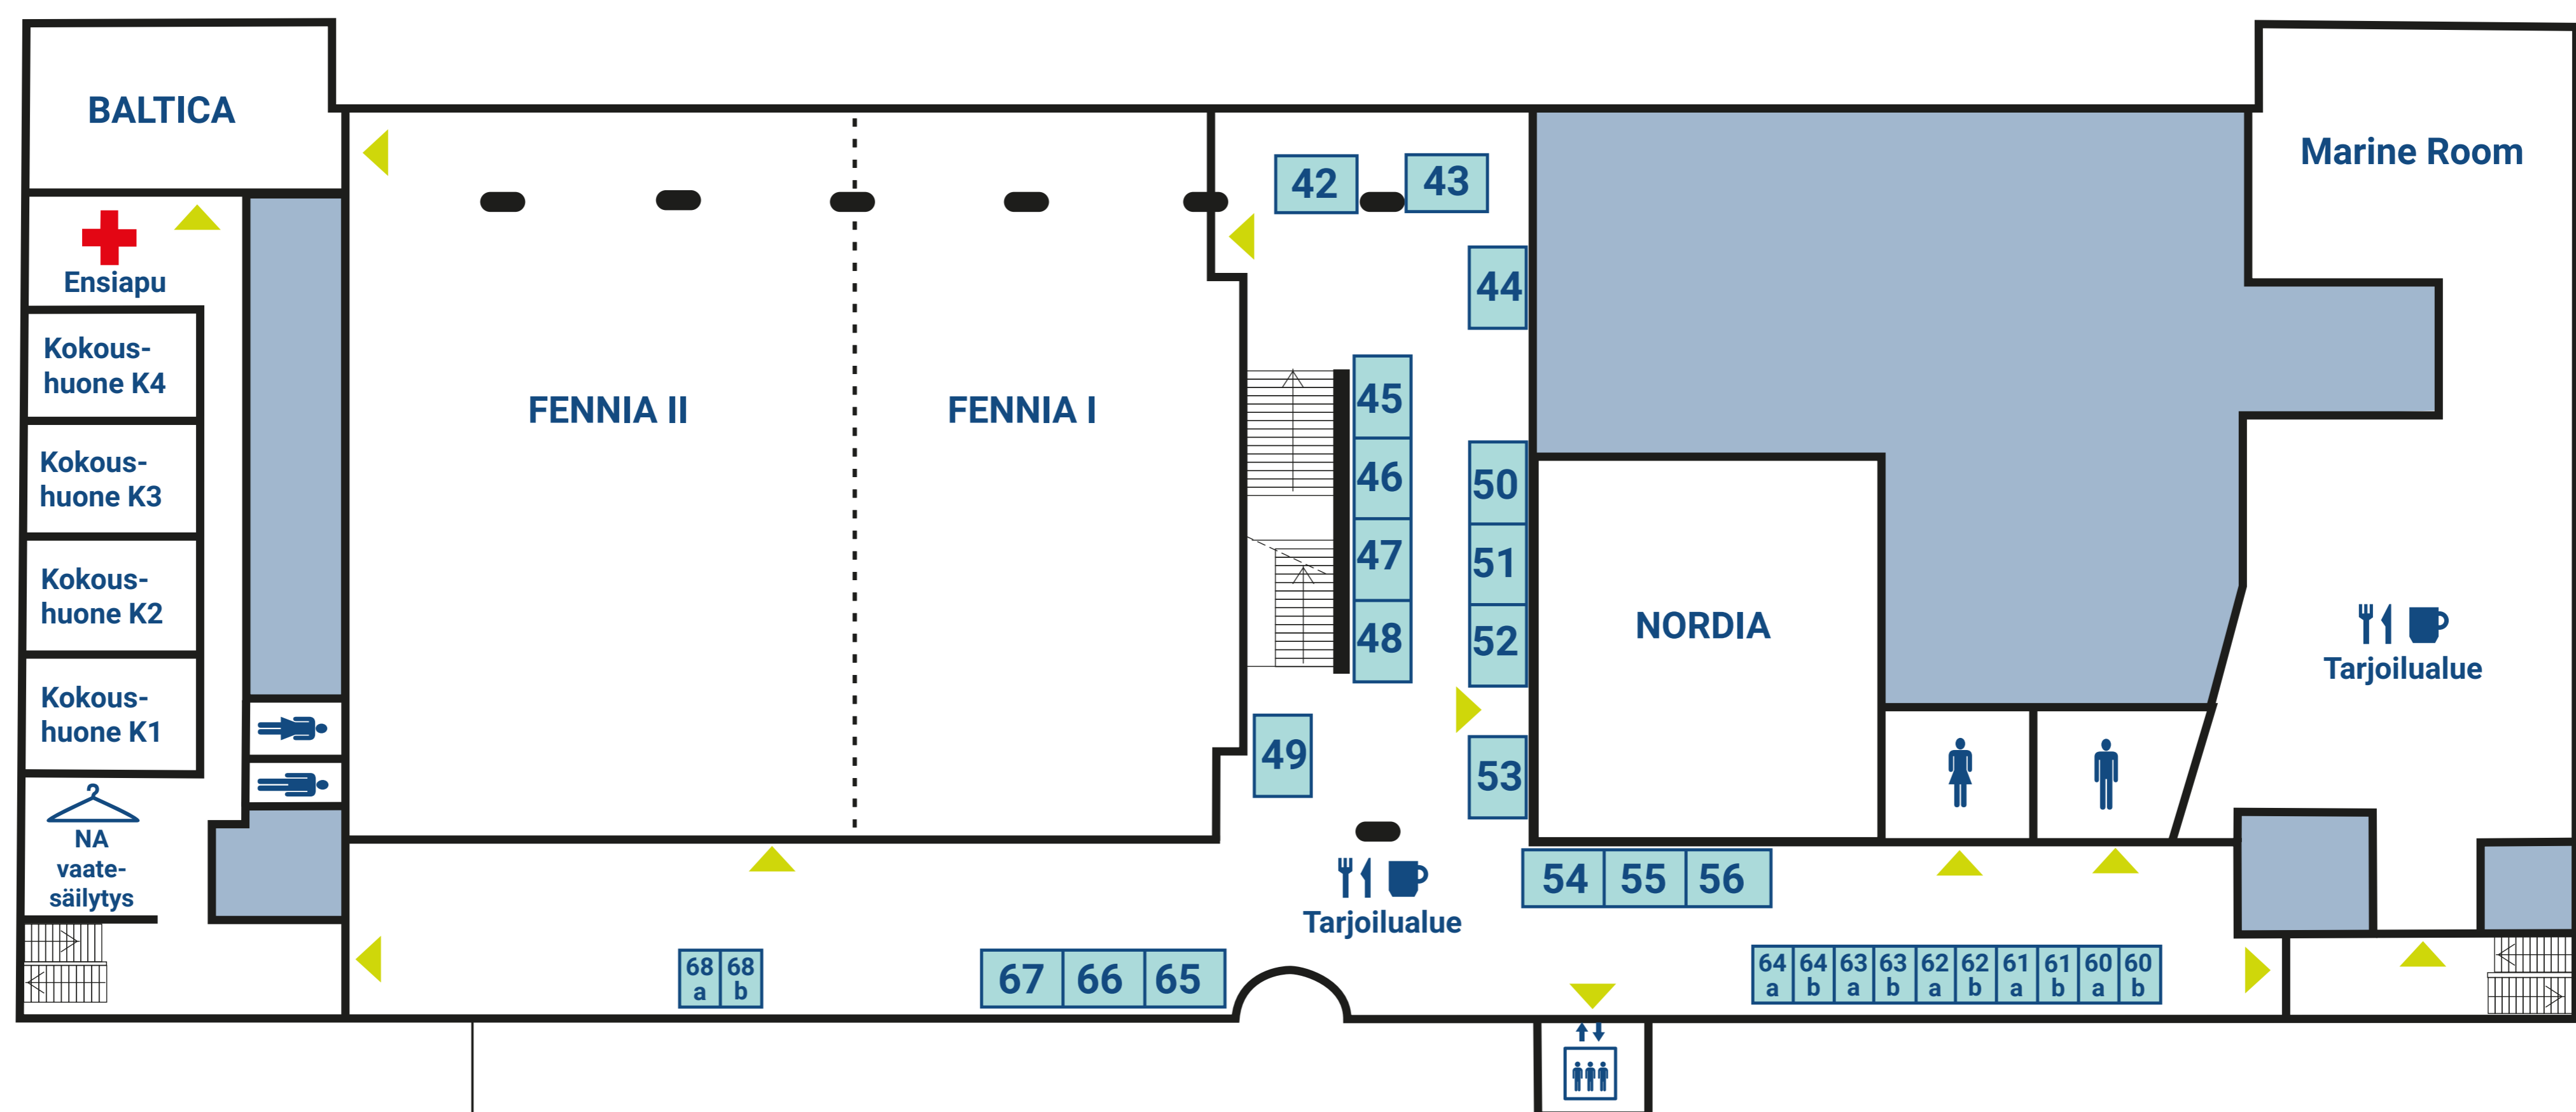 BALTICA
Ensiapu
Kokous-
huone K4
Kokous-
huone K3
Kokous-
huone K2
Kokous-
huone K1
NA
vaate-
säilytys
FENNIA II
FENNIA I
42
43
44
45
46
47
48
49
50
51
52
53
NORDIA
Marine Room
Tarjoilualue
Tarjoilualue
54 55 56
68 68
a b
67 66 65
64 64 63 63 62 62 61 61 60 60
a b a b a b a b a b